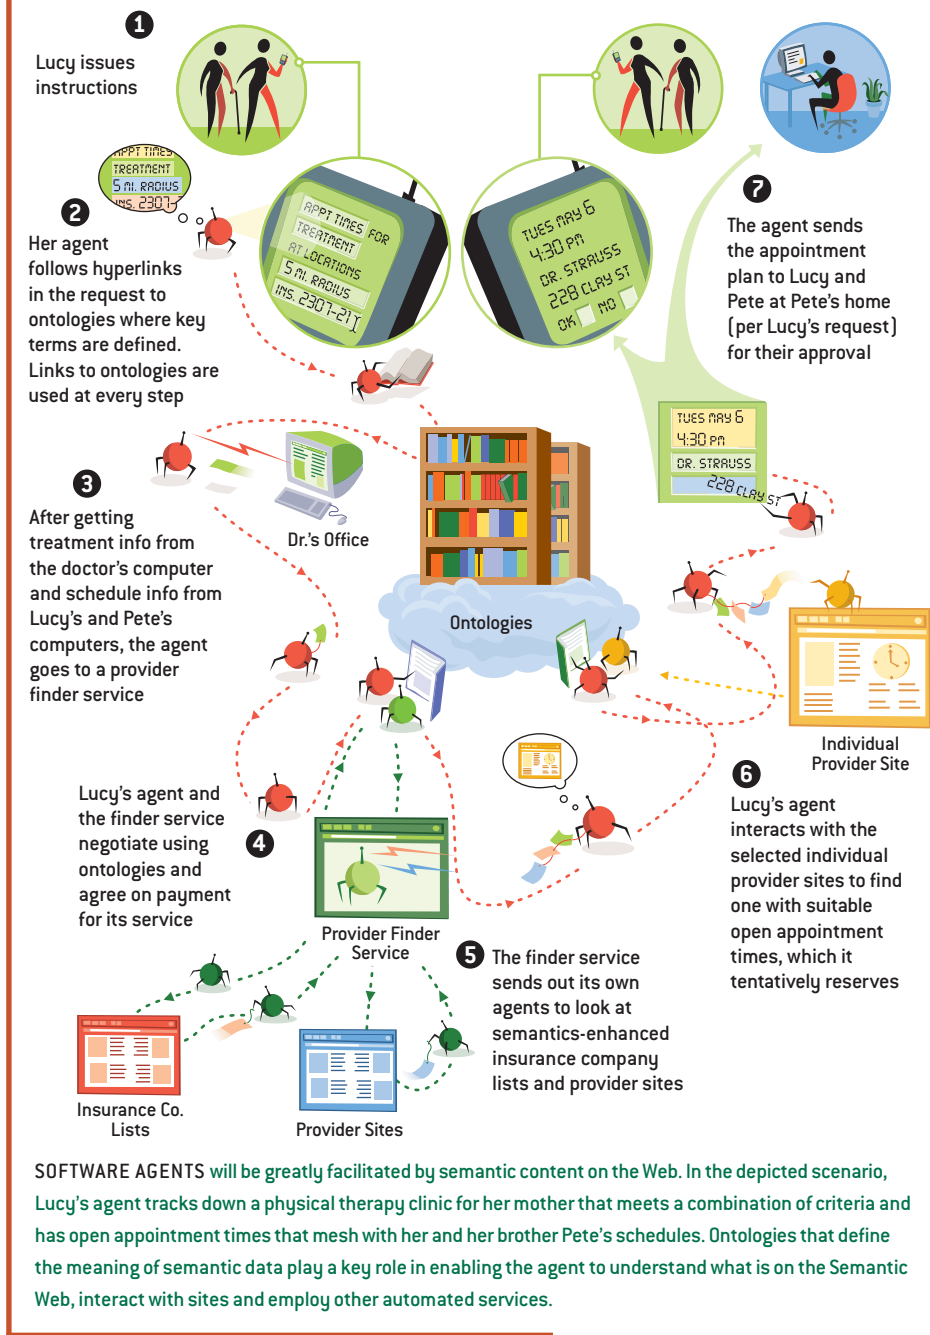 1
Lucy issues
instructions
APPT TIMES
TREATMENT
5 MI. RADIUS
INS. 2307-
2
Her agent
follows hyperlinks
in the request to
ontologies where key
terms are defined.
Links to ontologies are
used at every step
APPT TIMES FOR
TREATMENT
AT LOCATIONS
5 MI. RADIUS
INS. 2307-21
TUES MAY 6
4:30 PM
DR. STRAUSS
228 CLAY ST
OK NO
7
The agent sends
the appointment
plan to Lucy and
Pete at Pete's home
(per Lucy's request)
for their approval
TUES MAY 6
4:30 PM
DR. STRAUSS
228 CLAY ST
3
After getting
treatment info from
the doctor's computer
and schedule info from
Lucy's and Pete's
computers, the agent
goes to a provider
finder service
Dr.'s Office
Ontologies
Individual
Provider Site
Lucy's agent and
the finder service
negotiate using
ontologies and
agree on payment
for its service
4
Provider Finder
Service
5
The finder service
sends out its own
agents to look at
semantics-enhanced
insurance company
lists and provider sites
6
Lucy's agent
interacts with the
selected individual
provider sites to find
one with suitable
open appointment
times, which it
tentatively reserves
Insurance Co.
Lists
Provider Sites
SOFTWARE AGENTS will be greatly facilitated by semantic content on the Web. In the depicted scenario,
Lucy's agent tracks down a physical therapy clinic for her mother that meets a combination of criteria and
has open appointment times that mesh with her and her brother Pete's schedules. Ontologies that define
the meaning of semantic data play a key role in enabling the agent to understand what is on the Semantic
Web, interact with sites and employ other automated services.